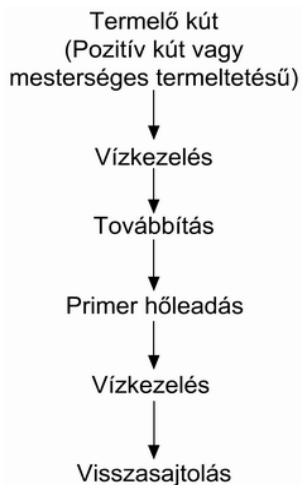 Termelő kút
(Pozitív kút vagy
mesterséges termeltetésű)
Vízkezelés
Továbbítás
Primer hőleadás
Vízkezelés
Visszasajtolás